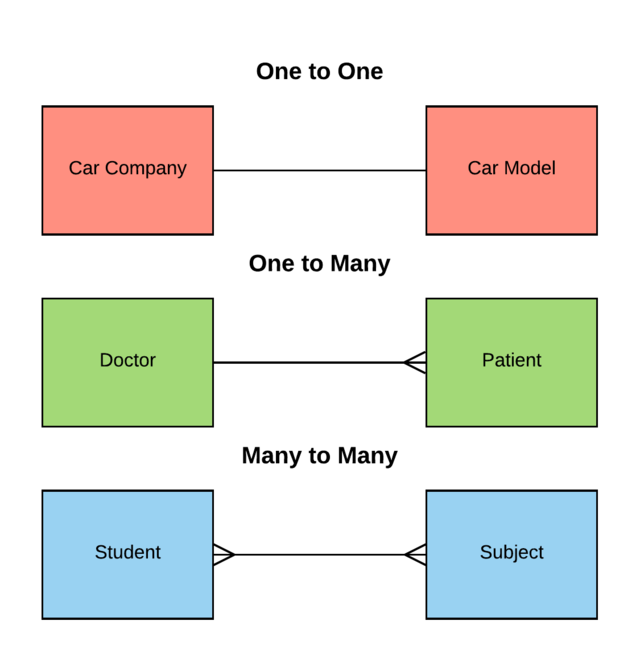 One to One
Car Company
Car Model
One to Many
Doctor
Patient
Many to Many
Student
Subject